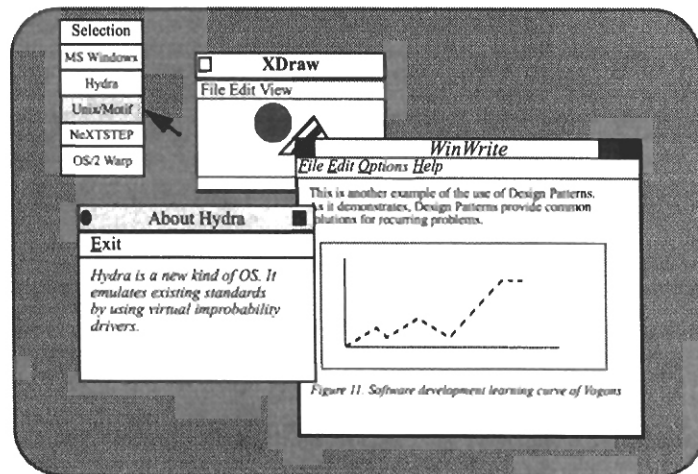 Selection
MS Windows
Hydra
Unix/Motif
NeXTSTEP
OS/2 Warp
XDraw
File Edit View
WinWrite
File Edit Options Help
This is another example of the use of Design Patterns.
As it demonstrates, Design Patterns provide common
solutions for recurring problems.
Figure 11. Software development learning curve of Vogons
About Hydra
Exit
Hydra is a new kind of OS. It
emulates existing standards
by using virtual improbability
drivers.